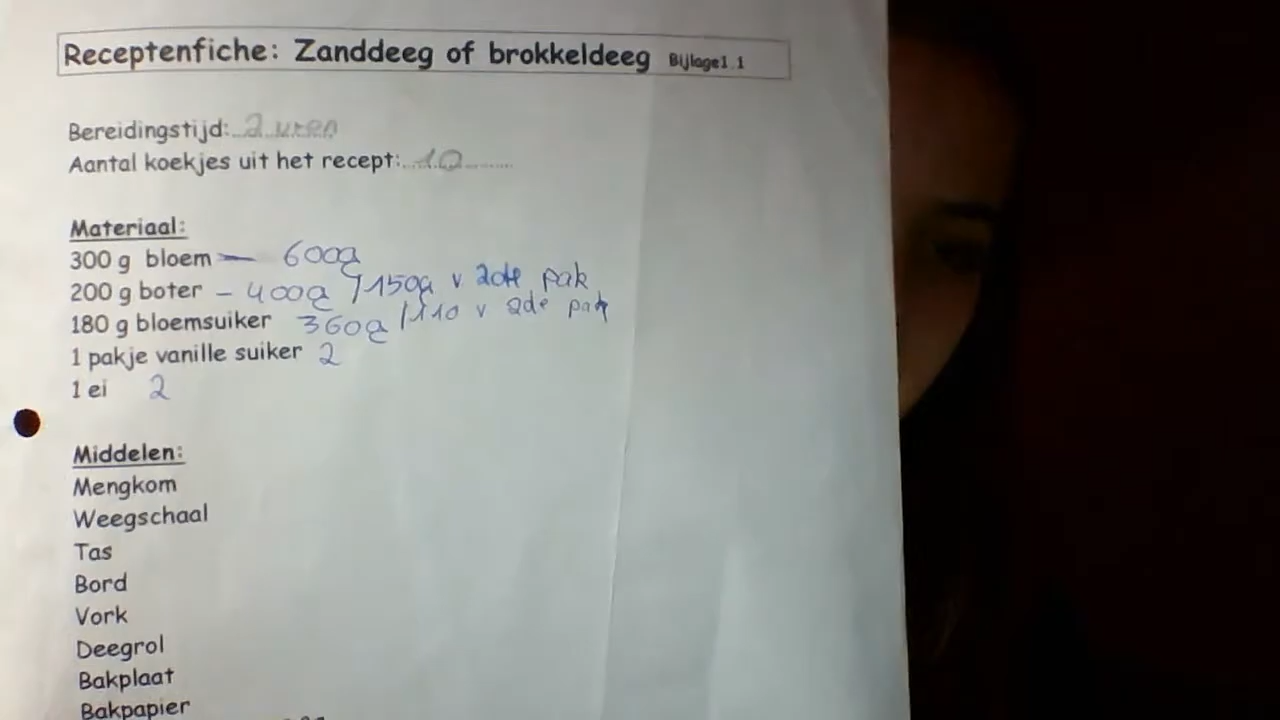 Receptenfiche: Zanddeeg of brokkeldeeg Bijlage1.1
Bereidingstijd:...2 uren
Aantal koekjes uit het recept:...10.........
Materiaal:
300 g bloem — 600g
200 g boter - 400g /150g v 2de pak
180 g bloemsuiker 360g /110 v 2de pak
1 pakje vanille suiker 2
1 ei 2
Middelen:
Mengkom
Weegschaal
Tas
Bord
Vork
Deegrol
Bakplaat
Bakpapier